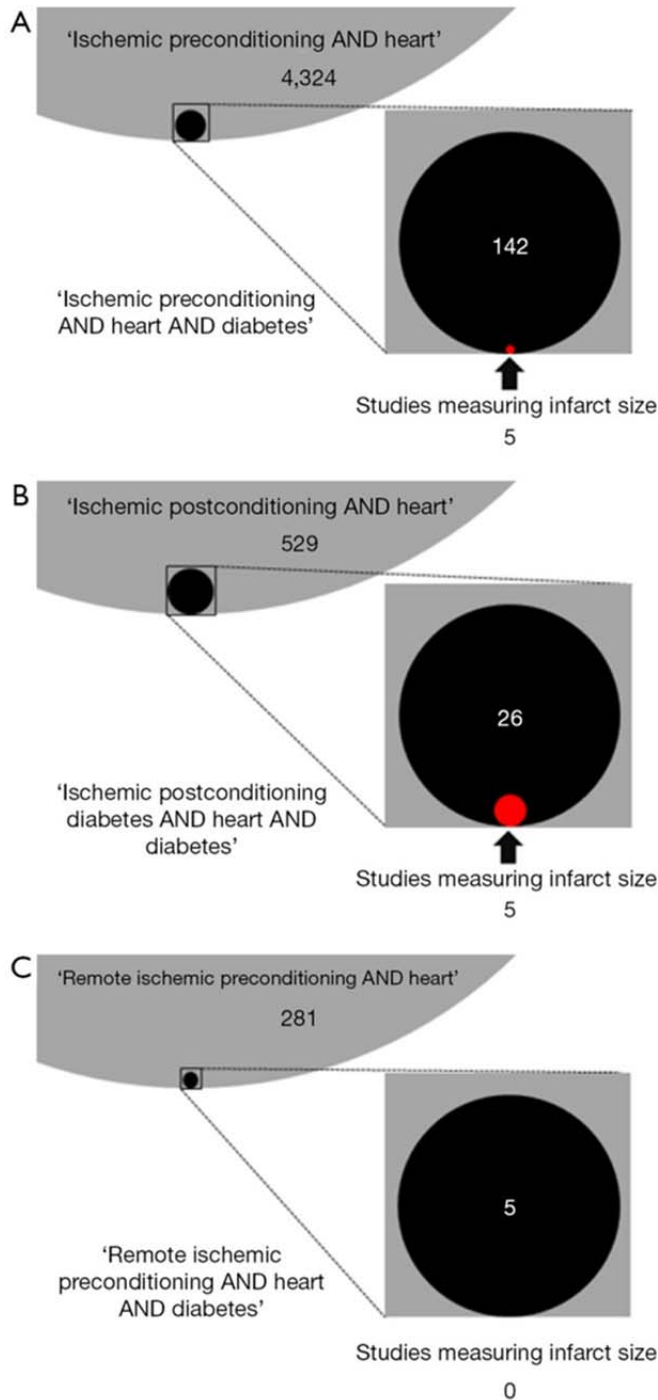 A
‘Ischemic preconditioning AND heart’
4,324
142
‘Ischemic preconditioning
AND heart AND diabetes’
Studies measuring infarct size
5
B
‘Ischemic postconditioning AND heart’
529
26
‘Ischemic postconditioning
diabetes AND heart AND
diabetes’
Studies measuring infarct size
5
C
‘Remote ischemic preconditioning AND heart’
281
5
‘Remote ischemic
preconditioning AND heart
AND diabetes’
Studies measuring infarct size
0